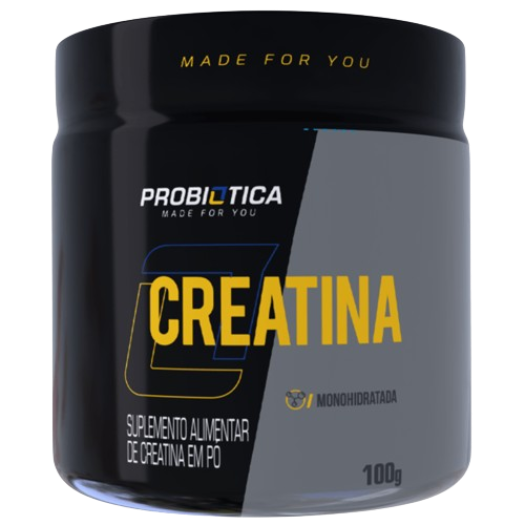 MADE FOR YOU
PROBIOTICA
MADE FOR YOU
CREATINA
MONOHIDRATADA
SUPLEMENTO ALIMENTAR
DE CREATINA EM PÓ
100g